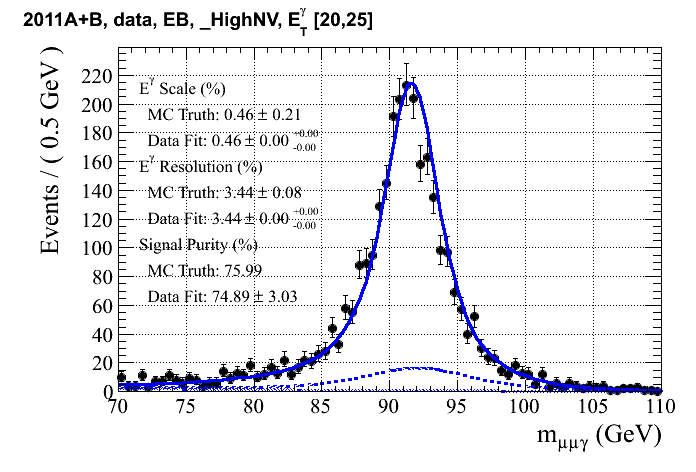 2011A+B, data, EB, _HighNV, E_T^γ [20,25]
Events / ( 0.5 GeV )
220
200
180
160
140
120
100
80
60
40
20
0
E^γ Scale (%)
MC Truth: 0.46 ± 0.21
Data Fit: 0.46 ± 0.00 +0.00 -0.00
E^γ Resolution (%)
MC Truth: 3.44 ± 0.08
Data Fit: 3.44 ± 0.00 +0.00 -0.00
Signal Purity (%)
MC Truth: 75.99
Data Fit: 74.89 ± 3.03
70 75 80 85 90 95 100 105 110
m_μμγ (GeV)